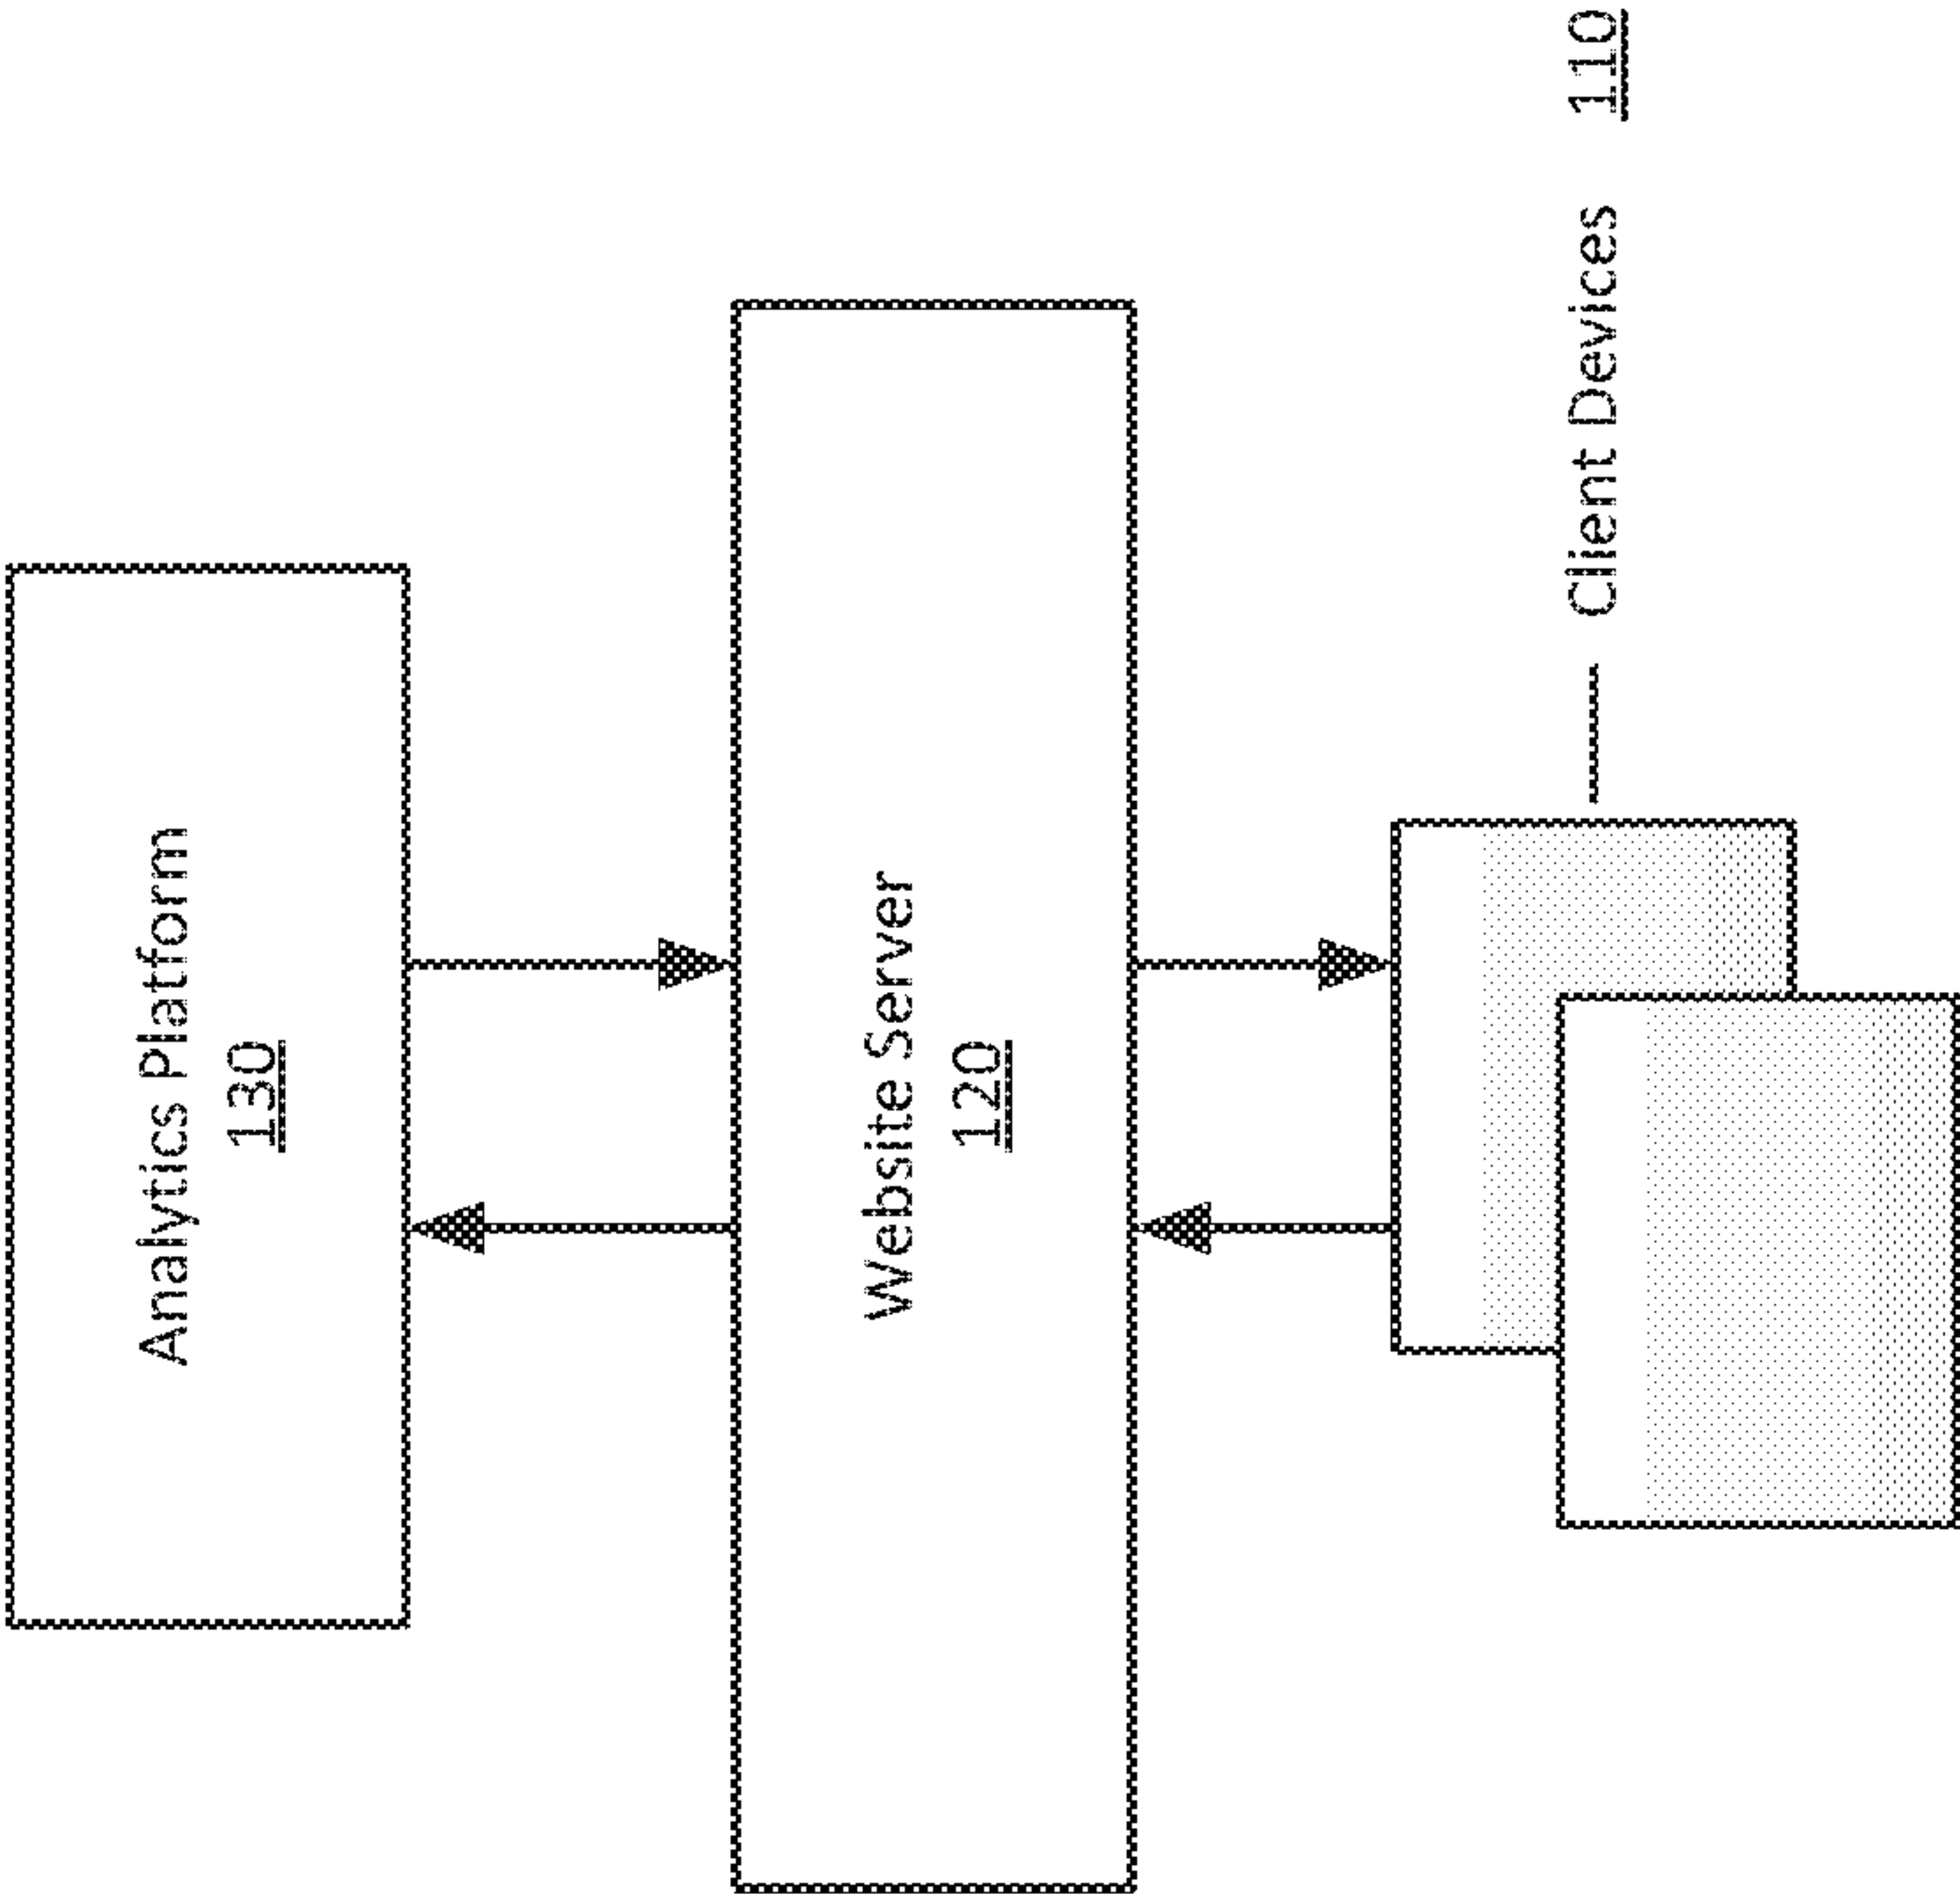 Analytics Platform
130
Website Server
120
Client Devices 110